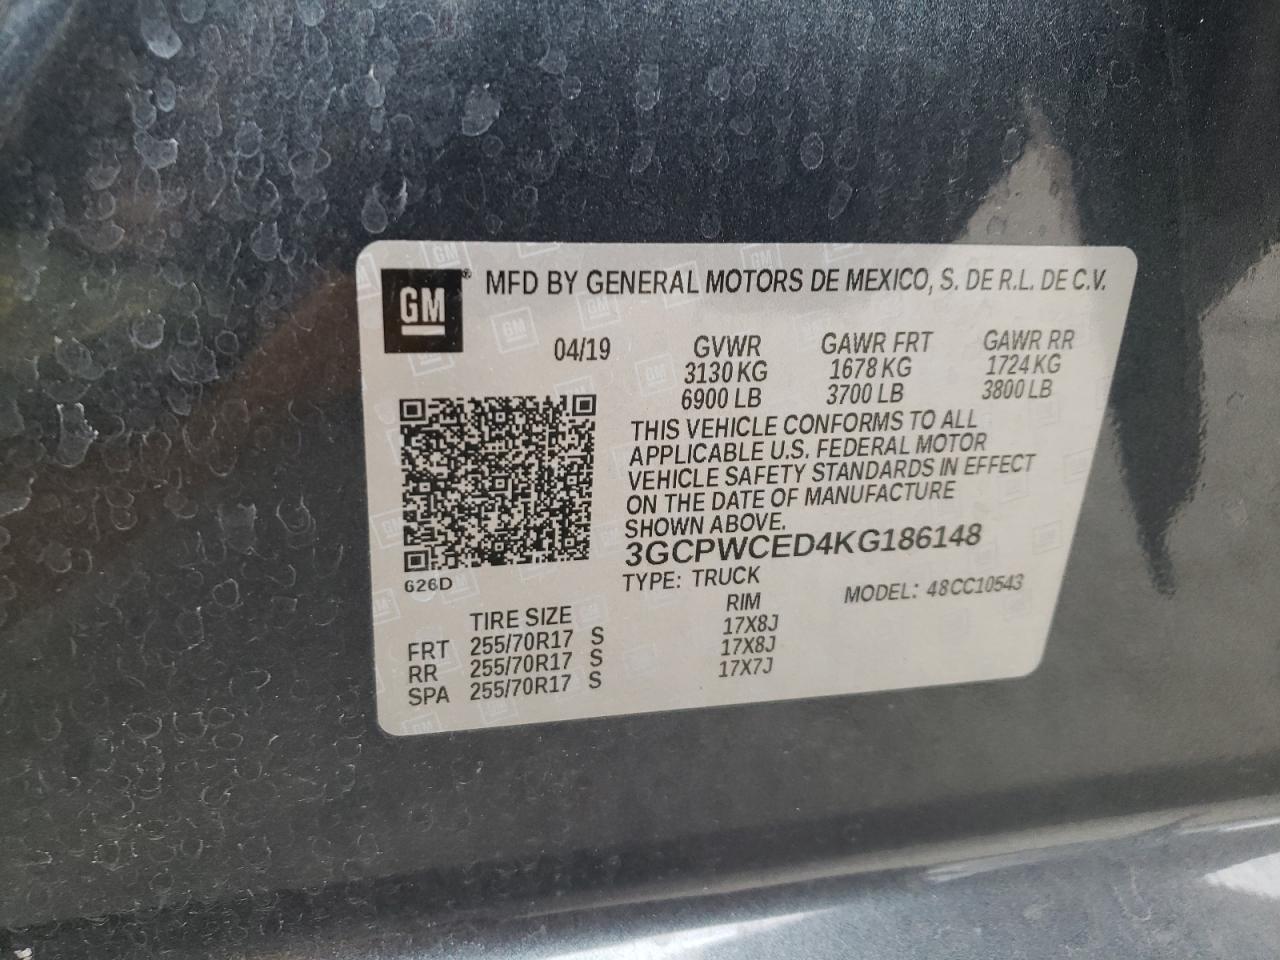 GM® MFD BY GENERAL MOTORS DE MEXICO, S. DE R.L. DE C.V.
04/19 GVWR GAWR FRT GAWR RR
3130 KG 1678 KG 1724 KG
6900 LB 3700 LB 3800 LB
THIS VEHICLE CONFORMS TO ALL
APPLICABLE U.S. FEDERAL MOTOR
VEHICLE SAFETY STANDARDS IN EFFECT
ON THE DATE OF MANUFACTURE
SHOWN ABOVE.
3GCPWCED4KG186148
626D TYPE: TRUCK MODEL: 48CC10543
TIRE SIZE RIM
FRT 255/70R17 S 17X8J
RR 255/70R17 S 17X8J
SPA 255/70R17 S 17X7J